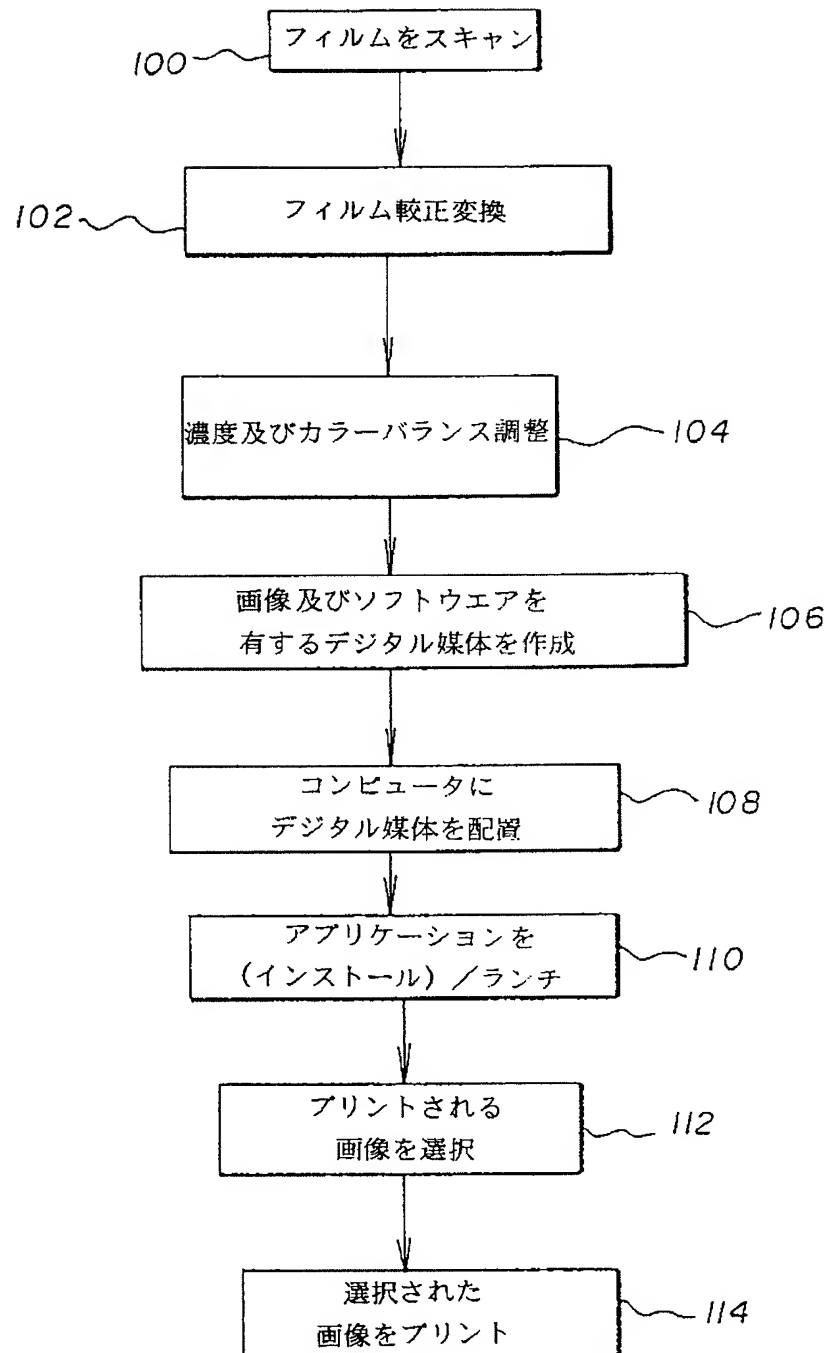 フィルムをスキャン
100
フィルム較正変換
102
濃度及びカラーバランス調整
104
画像及びソフトウエアを
有するデジタル媒体を作成
106
コンピュータに
デジタル媒体を配置
108
アプリケーションを
(インストール)／ランチ
110
プリントされる
画像を選択
112
選択された
画像をプリント
114